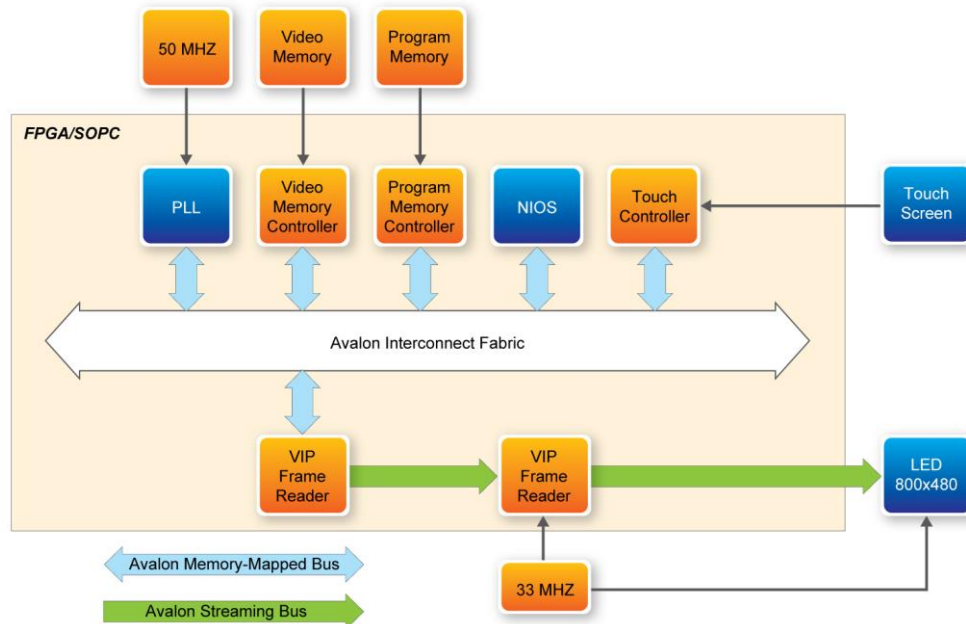 50 MHZ
Video
Memory
Program
Memory
FPGA/SOPC
PLL
Video
Memory
Controller
Program
Memory
Controller
NIOS
Touch
Controller
Touch
Screen
Avalon Interconnect Fabric
VIP
Frame
Reader
VIP
Frame
Reader
LED
800x480
Avalon Memory-Mapped Bus
33 MHZ
Avalon Streaming Bus